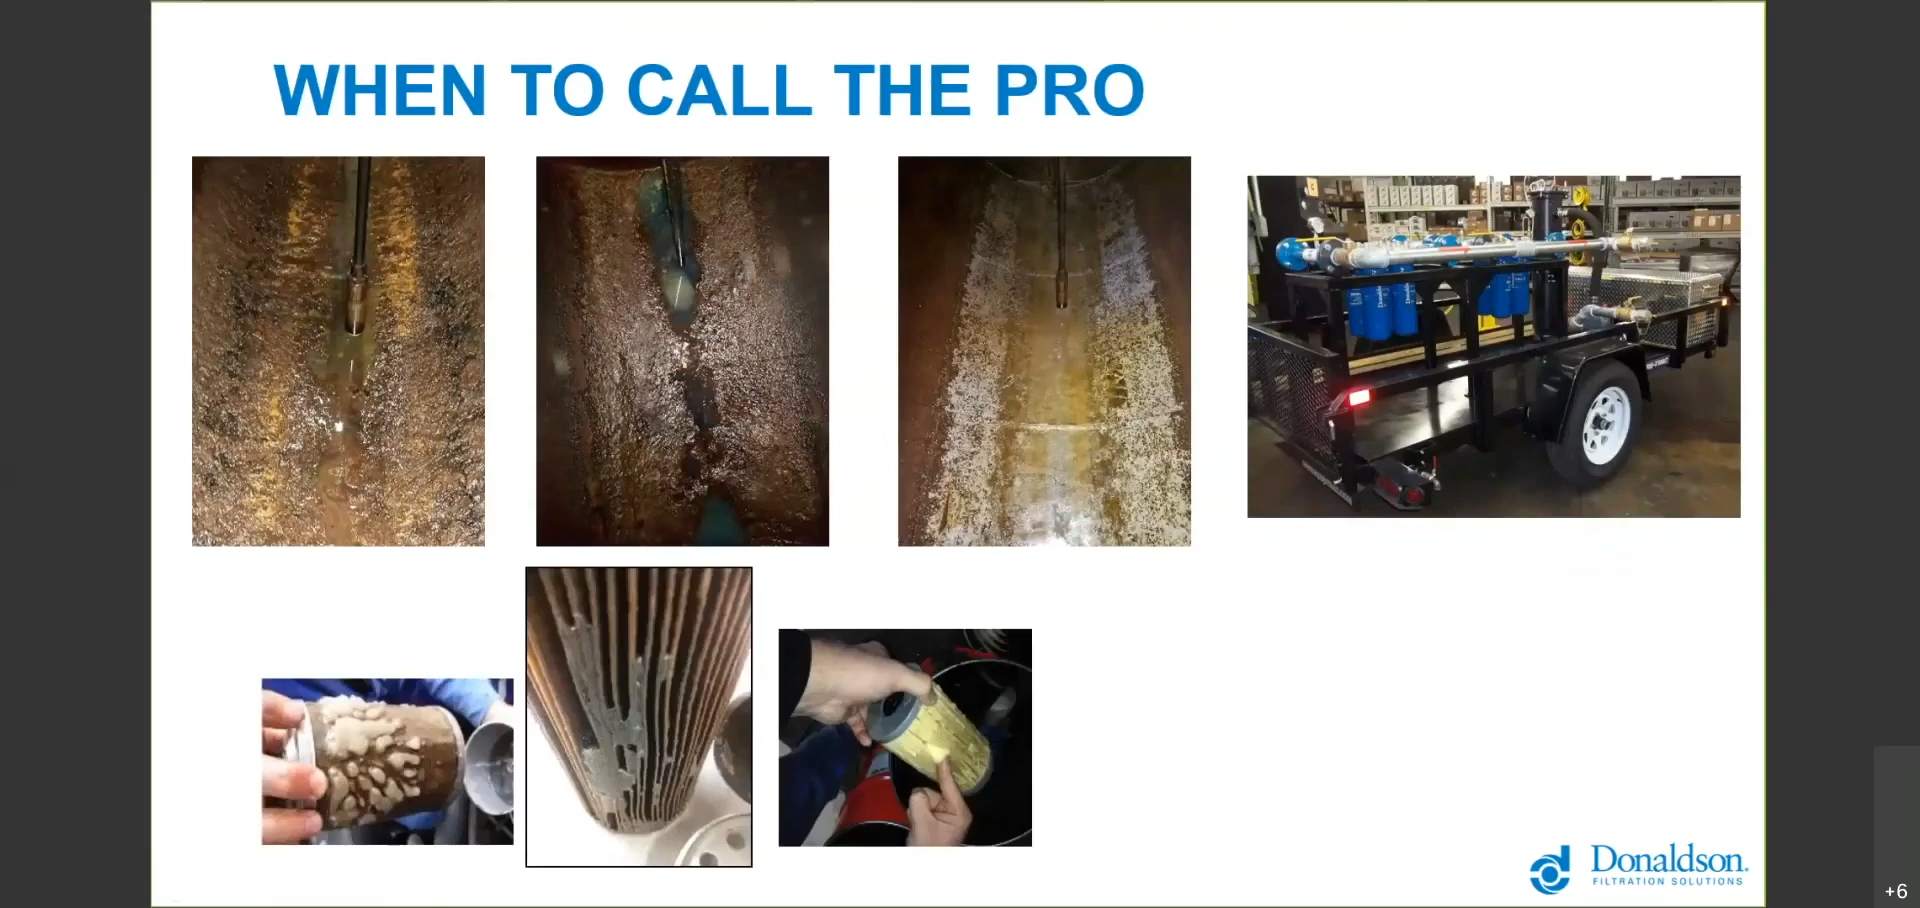 WHEN TO CALL THE PRO
Donaldson.
FILTRATION SOLUTIONS
+6